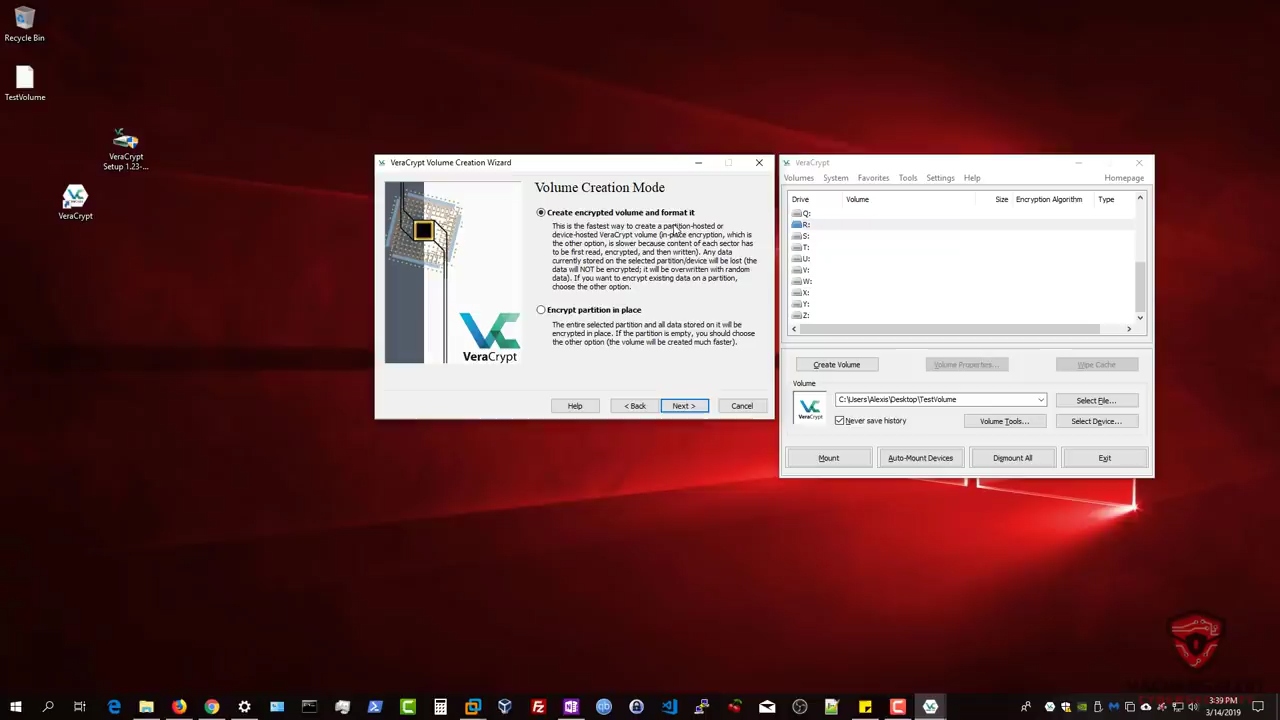 Recycle Bin
TestVolume
VeraCrypt
Setup 1.23-...
VeraCrypt
VeraCrypt Volume Creation Wizard
Volume Creation Mode
Create encrypted volume and format it
This is the fastest way to create a partition-hosted or
device-hosted VeraCrypt volume (in-place encryption, which is
the other option, is slower because content of each sector has
to be first read, encrypted, and then written). Any data
currently stored on the selected partition/device will be lost (the
data will NOT be encrypted; it will be overwritten with random
data). If you want to encrypt existing data on a partition,
choose the other option.
Encrypt partition in place
The entire selected partition and all data stored on it will be
encrypted in place. If the partition is empty, you should choose
the other option (the volume will be created much faster).
VeraCrypt
Help
< Back
Next >
Cancel
VeraCrypt
Volumes System Favorites Tools Settings Help Homepage
Drive Volume Size Encryption Algorithm Type
Q:
R:
S:
T:
U:
V:
W:
X:
Y:
Z:
Create Volume
Volume Properties...
Wipe Cache
Volume
VeraCrypt
C:\Users\Alexis\Desktop\TestVolume
Select File...
Never save history
Volume Tools...
Select Device...
Mount
Auto-Mount Devices
Dismount All
Exit
3:39 PM
3/14/2019